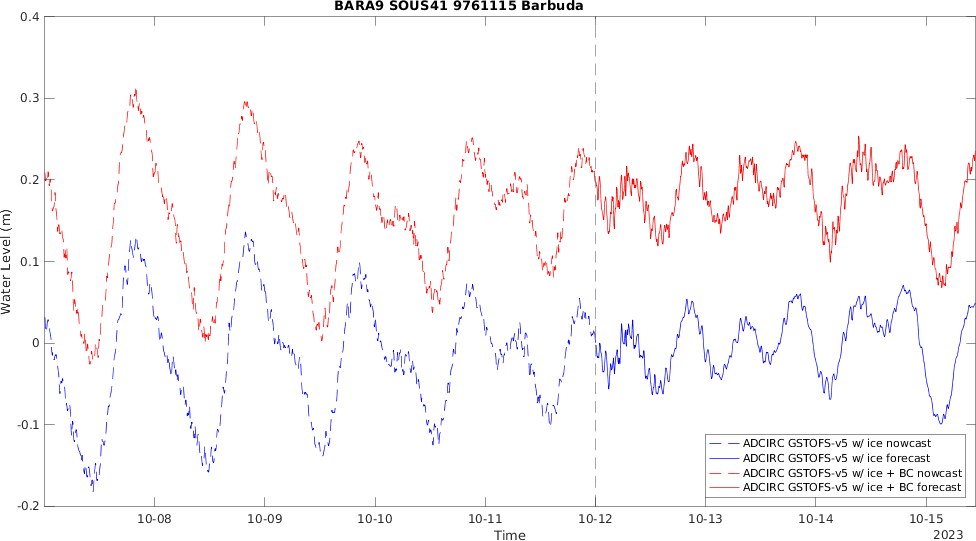 BARA9 SOUS41 9761115 Barbuda
0.4
0.3
0.2
0.1
0
-0.1
-0.2
Water Level (m)
ADCIRC GSTOFS-v5 w/ ice nowcast
ADCIRC GSTOFS-v5 w/ ice forecast
ADCIRC GSTOFS-v5 w/ ice + BC nowcast
ADCIRC GSTOFS-v5 w/ ice + BC forecast
10-08 10-09 10-10 10-11 10-12 10-13 10-14 10-15
Time
2023